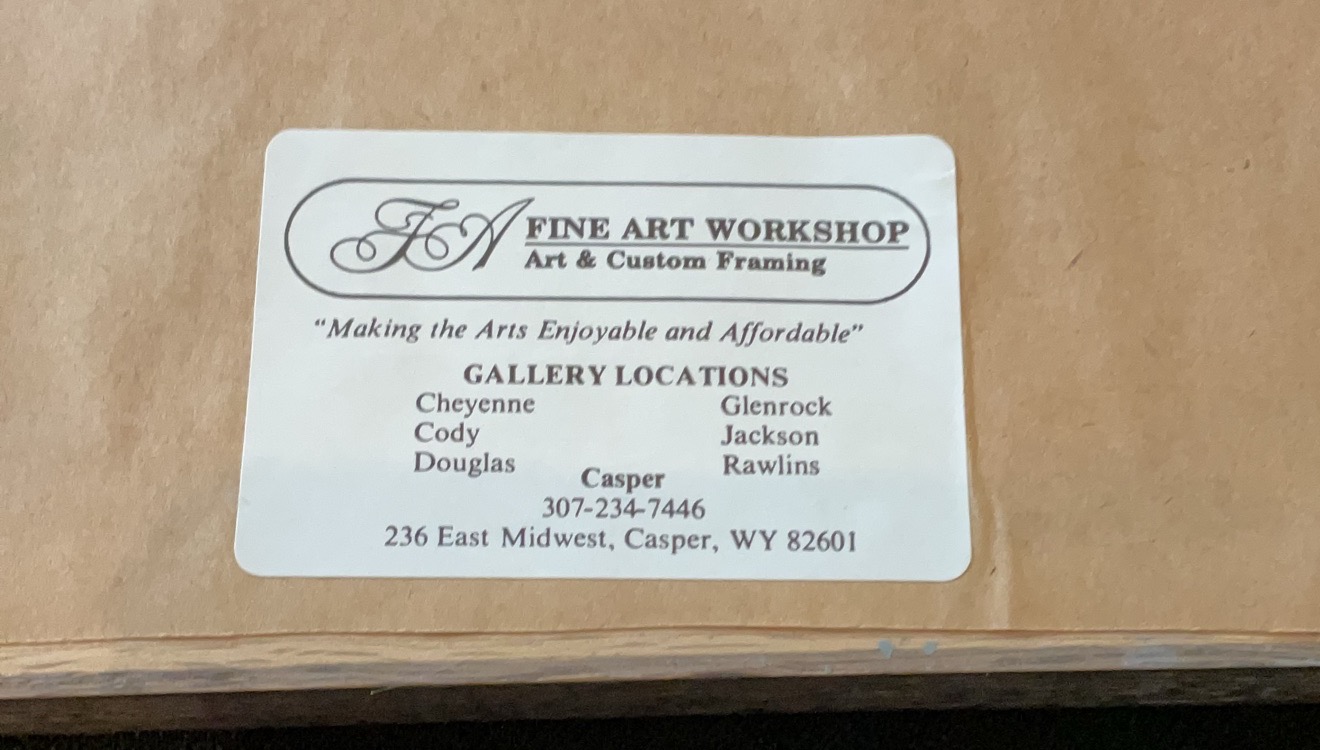 FA FINE ART WORKSHOP
Art & Custom Framing
"Making the Arts Enjoyable and Affordable"
GALLERY LOCATIONS
Cheyenne Glenrock
Cody Jackson
Douglas Rawlins
Casper
307-234-7446
236 East Midwest, Casper, WY 82601